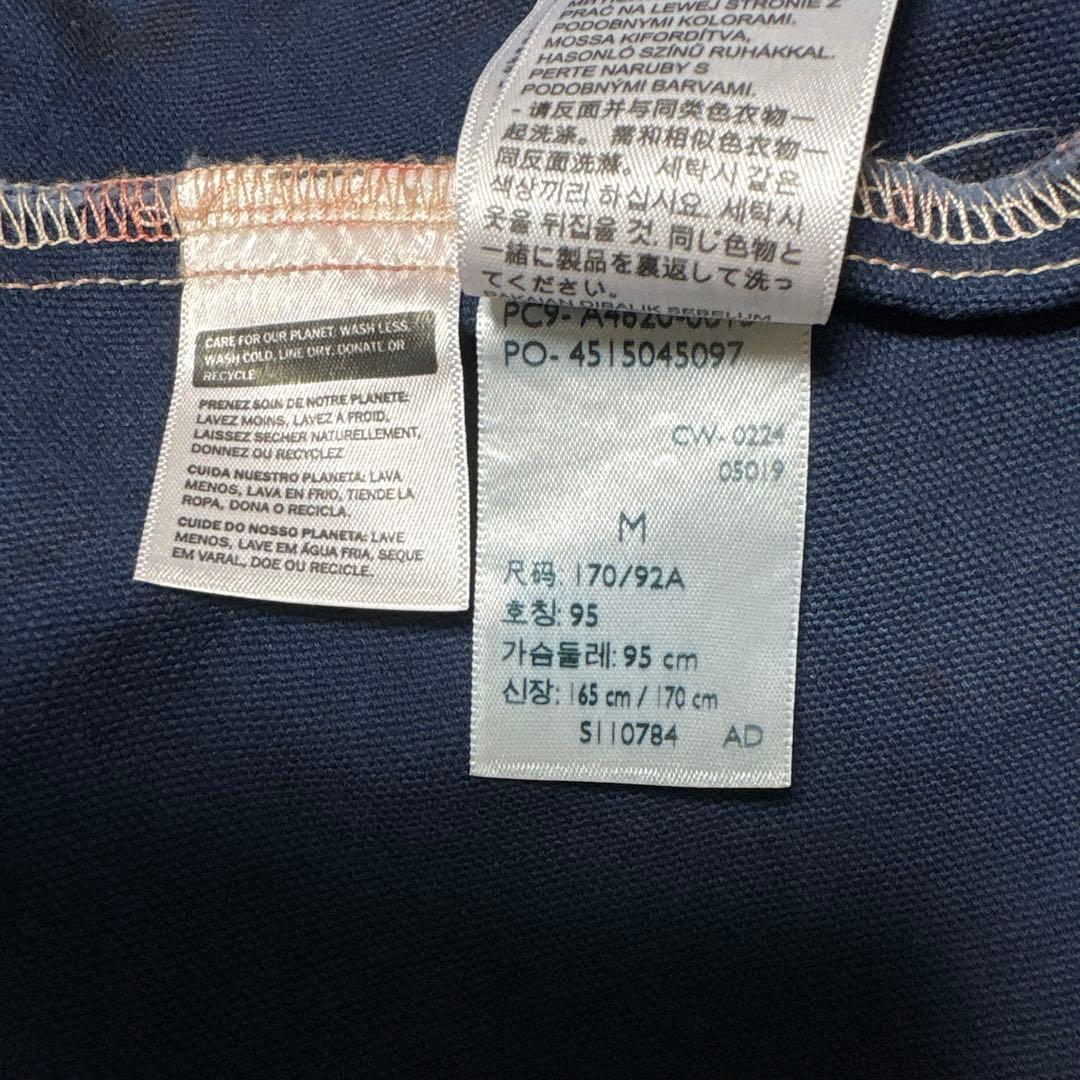 PRAĆ NA LEWEJ STRONIE Z
PODOBNYMI KOLORAMI.
MOSSA KIFORDÍTVA,
HASONLÓ SZÍNŰ RUHÁKKAL.
PERTE NARUBY S
PODOBNÝMI BARVAMI.
- 请反面并与同类色衣物一
起洗滌。需和相似色衣物一
同反面洗滌。세탁시 같은
색상끼리 하십시요. 세탁시
옷을 뒤집을 것. 同じ色物と
一緒に製品を裏返して洗っ
てください。
PAKAIAN DIBALIK SEBELUM
CARE FOR OUR PLANET: WASH LESS,
WASH COLD, LINE DRY, DONATE OR
RECYCLE
PRENEZ SOIN DE NOTRE PLANETE:
LAVEZ MOINS, LAVEZ À FROID,
LAISSEZ SECHER NATURELLEMENT,
DONNEZ OU RECYCLEZ
CUIDA NUESTRO PLANETA: LAVA
MENOS, LAVA EN FRIO, TIENDE LA
ROPA, DONA O RECICLA.
CUIDE DO NOSSO PLANETA: LAVE
MENOS, LAVE EM ÁGUA FRIA, SEQUE
EM VARAL, DOE OU RECICLE.
PO- 4515045097
CW- 0224
05019
M
尺码: 170/92A
호칭: 95
가슴둘레: 95 cm
신장: 165 cm / 170 cm
S110784 AD